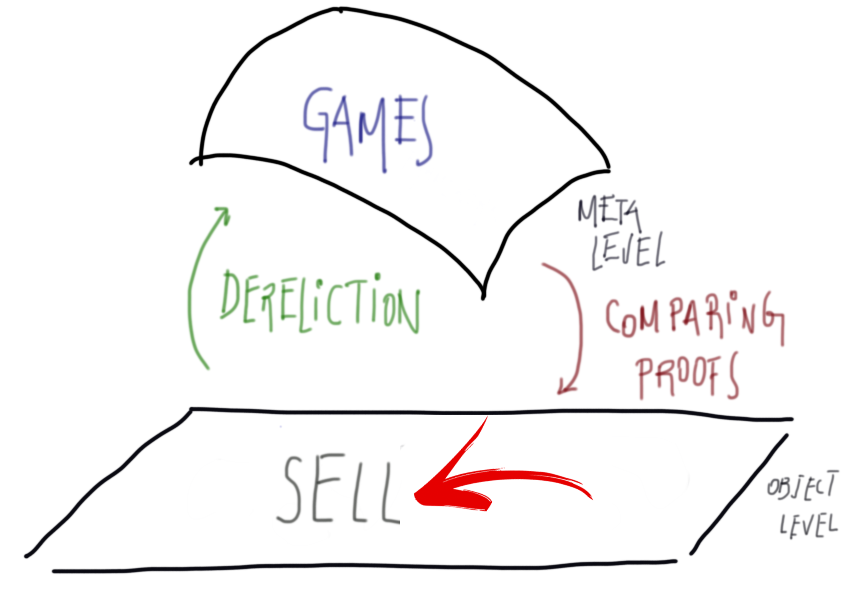 GAMES
META
LEVEL
DERELiCTiON
COMPARiNG
PROOFS
SELL
OBJECT
LEVEL